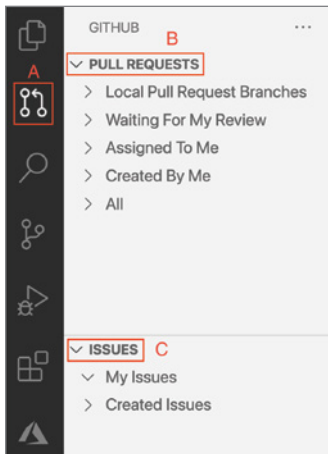 GITHUB ...
B
PULL REQUESTS
A
Local Pull Request Branches
Waiting For My Review
Assigned To Me
Created By Me
All
ISSUES C
My Issues
Created Issues